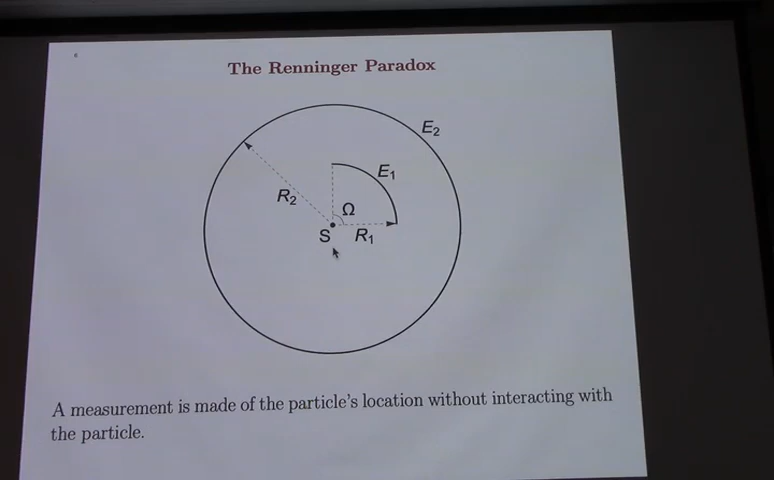 The Renninger Paradox
E₂
E₁
R₂
Ω
S
R₁
A measurement is made of the particle's location without interacting with
the particle.